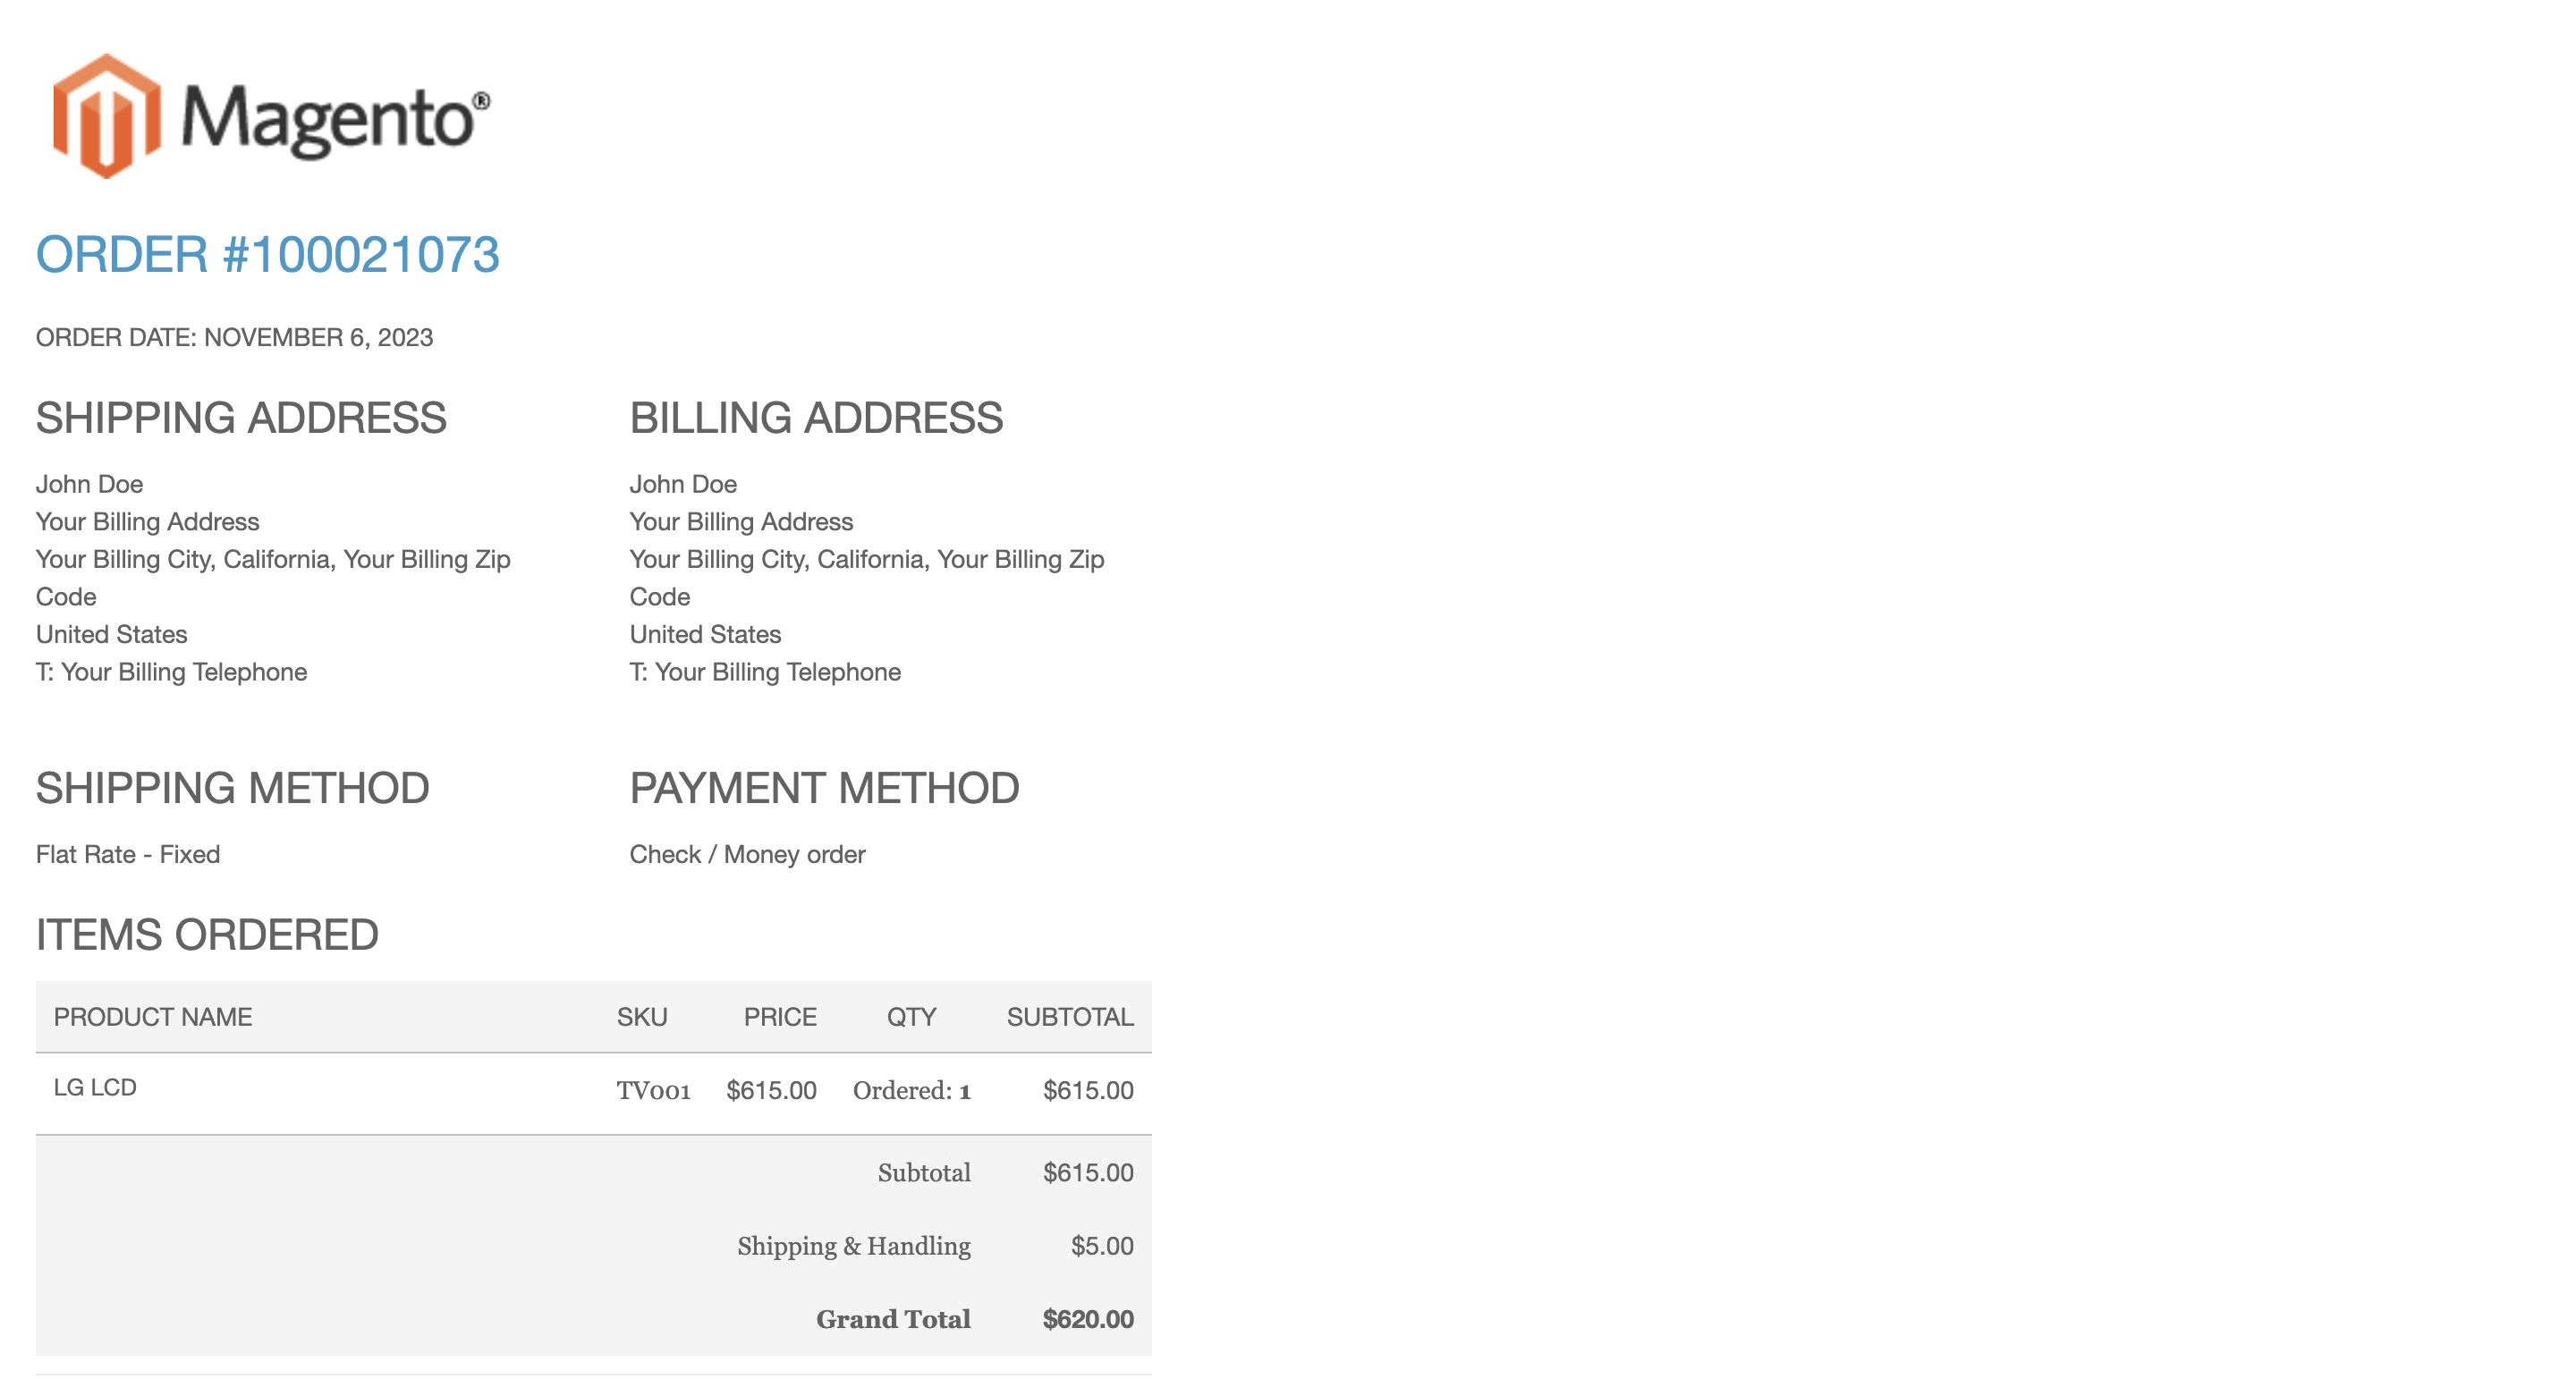 Magento®
ORDER #100021073
ORDER DATE: NOVEMBER 6, 2023
SHIPPING ADDRESS
John Doe
Your Billing Address
Your Billing City, California, Your Billing Zip
Code
United States
T: Your Billing Telephone
BILLING ADDRESS
John Doe
Your Billing Address
Your Billing City, California, Your Billing Zip
Code
United States
T: Your Billing Telephone
SHIPPING METHOD
Flat Rate - Fixed
PAYMENT METHOD
Check / Money order
ITEMS ORDERED
PRODUCT NAME SKU PRICE QTY SUBTOTAL
LG LCD TV001 $615.00 Ordered: 1 $615.00
Subtotal $615.00
Shipping & Handling $5.00
Grand Total $620.00